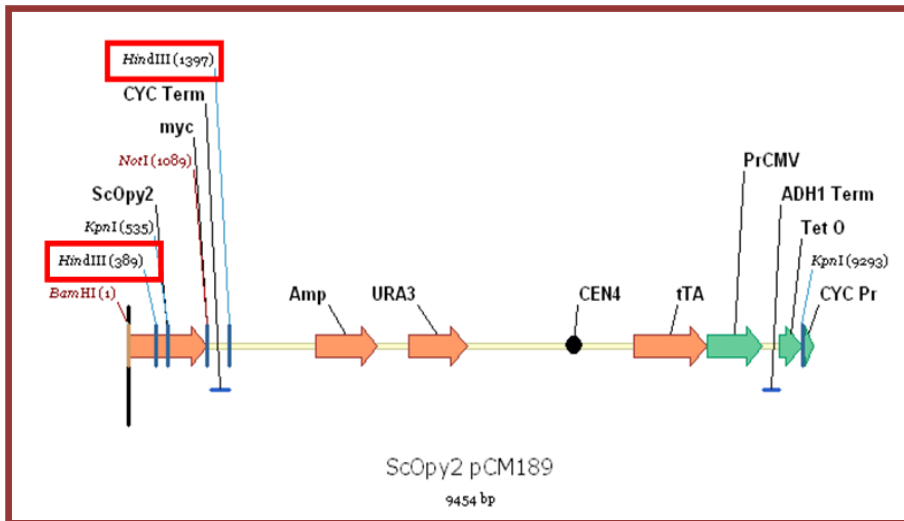 HindIII (1397)
CYC Term
myc
NotI (1089)
PrCMV
ScOpy2
ADH1 Term
KpnI (535)
Tet O
HindIII (389)
KpnI (9293)
BamHI (1)
Amp
URA3
CEN4
tTA
CYC Pr
ScOpy2 pCM189
9454 bp